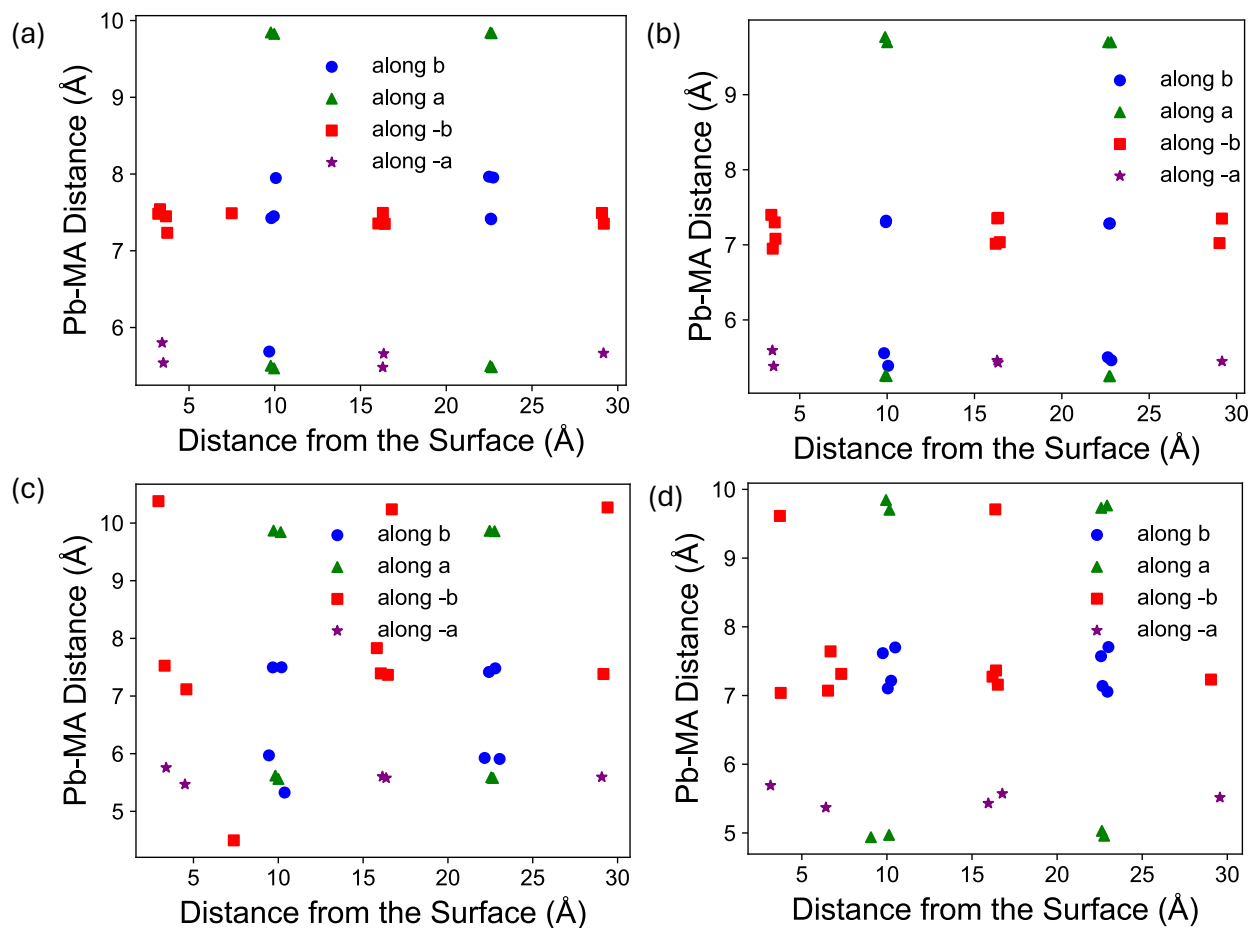 (a)
10
9
8
7
6
Pb-MA Distance (Å)
along b
along a
along -b
along -a
5 10 15 20 25 30
Distance from the Surface (Å)
(b)
9
8
7
6
Pb-MA Distance (Å)
along b
along a
along -b
along -a
5 10 15 20 25 30
Distance from the Surface (Å)
(c)
10
9
8
7
6
5
Pb-MA Distance (Å)
along b
along a
along -b
along -a
5 10 15 20 25 30
Distance from the Surface (Å)
(d)
10
9
8
7
6
5
Pb-MA Distance (Å)
along b
along a
along -b
along -a
5 10 15 20 25 30
Distance from the Surface (Å)